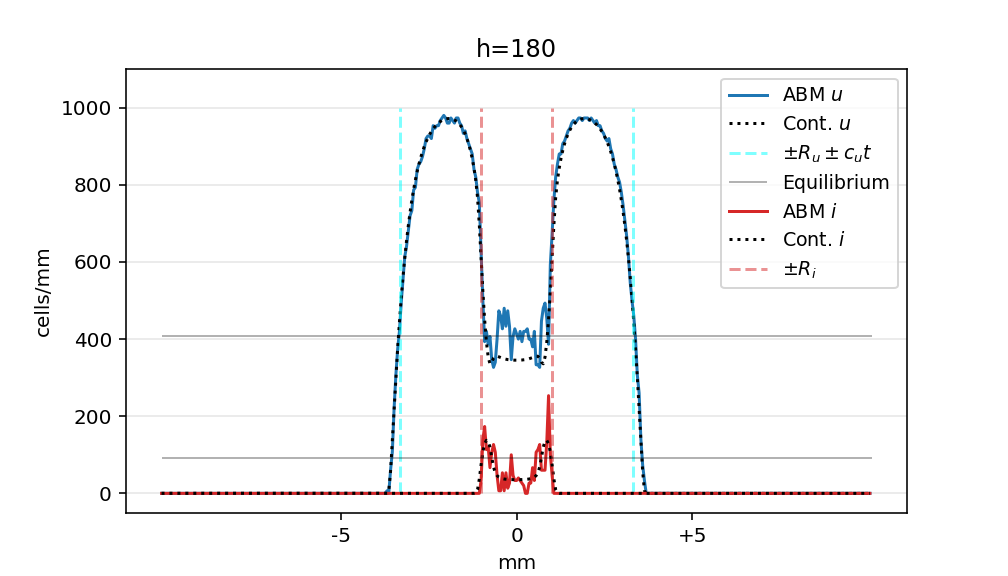 h=180
1000
800
600
400
200
0
cells/mm
-5
0
+5
mm
ABM u
Cont. u
±R_u ± c_u t
Equilibrium
ABM i
Cont. i
±R_i